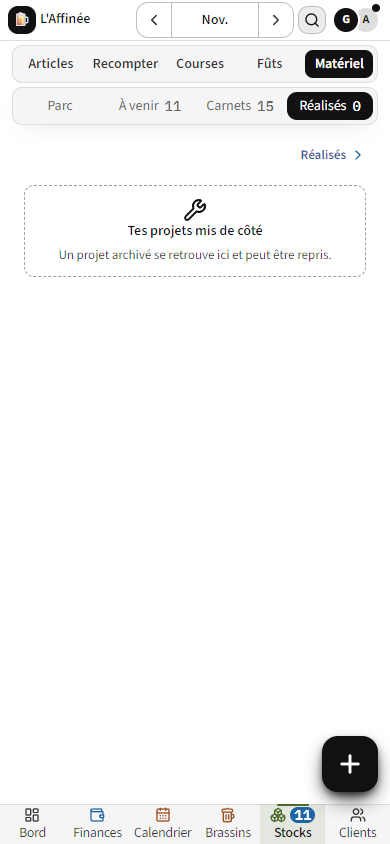 L'Affinée
Nov.
G
A
Articles Recompter Courses Fûts Matériel
Parc À venir 11 Carnets 15 Réalisés 0
Réalisés
Tes projets mis de côté
Un projet archivé se retrouve ici et peut être repris.
11
Bord Finances Calendrier Brassins Stocks Clients